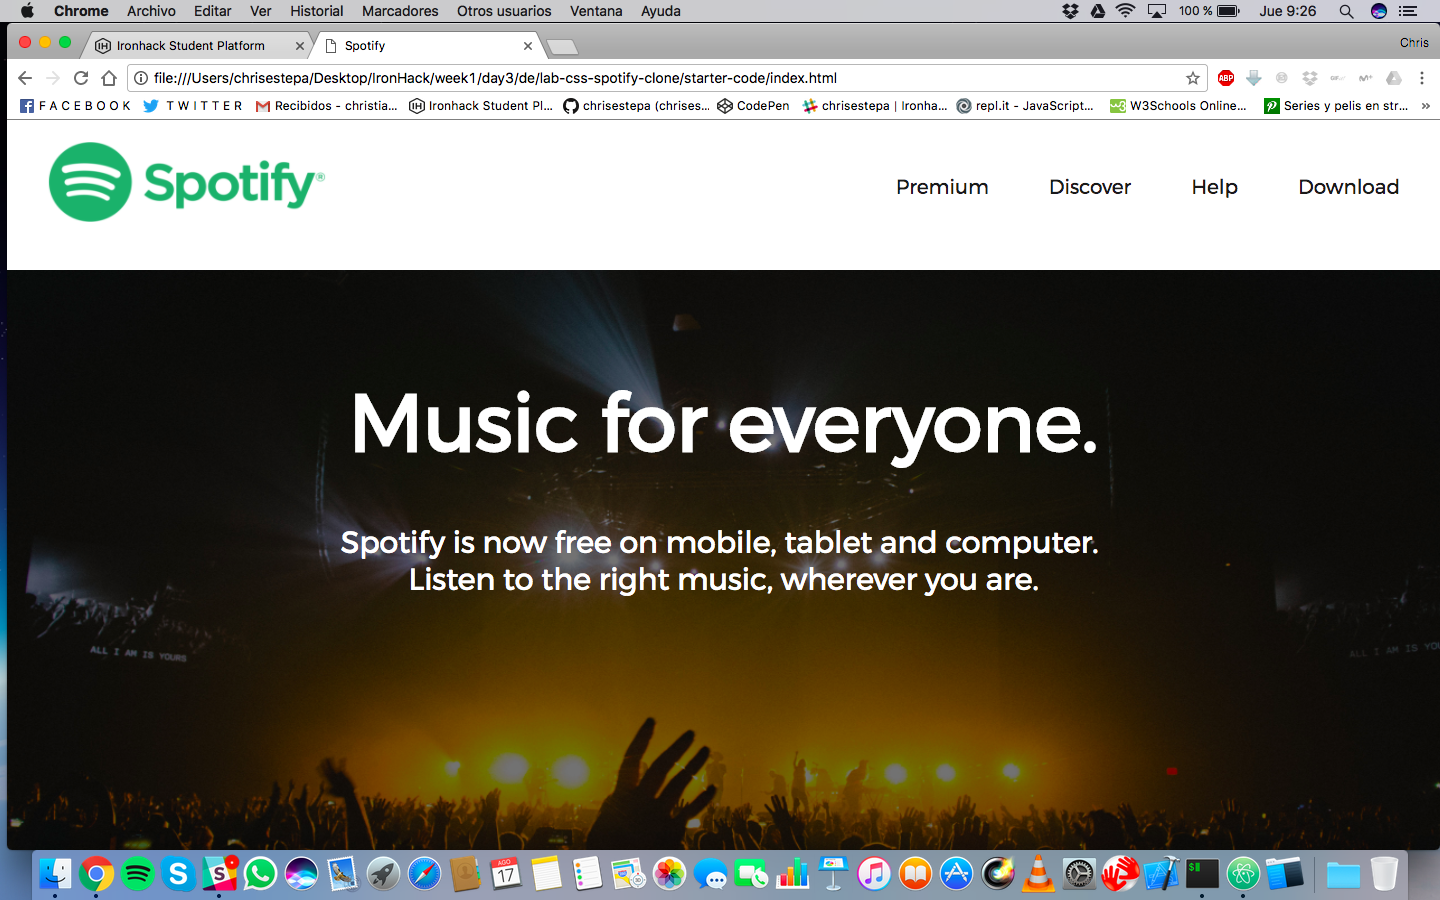 Chrome Archivo Editar Ver Historial Marcadores Otros usuarios Ventana Ayuda 100 % Jue 9:26
Ironhack Student Platform Spotify Chris
file:///Users/chrisestepa/Desktop/IronHack/week1/day3/de/lab-css-spotify-clone/starter-code/index.html ABP
F A C E B O O K T W I T T E R Recibidos - christia... Ironhack Student Pl... chrisestepa (chrises... CodePen chrisestepa | Ironha... repl.it - JavaScript... W3Schools Online... Series y pelis en str... »
Spotify® Premium Discover Help Download
Music for everyone.
Spotify is now free on mobile, tablet and computer.
Listen to the right music, wherever you are.
ALL I AM IS YOURS ALL I AM IS YOU
AGO
17